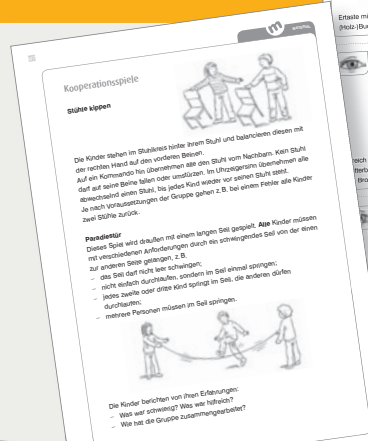 Kooperationsspiele
Stühle kippen
Die Kinder stehen im Stuhlkreis hinter ihrem Stuhl und balancieren diesen mit
der rechten Hand auf den vorderen Beinen.
Auf ein Kommando hin übernehmen alle den Stuhl vom Nachbarn. Kein Stuhl
darf auf seine Beine fallen oder umstürzen. Im Uhrzeigersinn übernehmen alle
abwechselnd einen Stuhl, bis jedes Kind wieder vor seinen Stuhl steht.
Je nach Voraussetzungen der Gruppe gehen z.B. bei einem Fehler alle Kinder
zwei Stühle zurück.
Paradiestür
Dieses Spiel wird draußen mit einem langen Seil gespielt. Alle Kinder müssen
mit verschiedenen Anforderungen durch ein schwingendes Seil von der einen
zur anderen Seite gelangen, z.B.
– das Seil darf nicht leer schwingen;
– nicht einfach durchlaufen, sondern im Seil einmal springen;
– jedes zweite oder dritte Kind springt im Seil, die anderen dürfen
durchlaufen;
– mehrere Personen müssen im Seil springen.
Die Kinder berichten von ihren Erfahrungen:
– Was war schwierig? Was war hilfreich?
– Wie hat die Gruppe zusammengearbeitet?
Ertaste mi
(Holz-)Bu